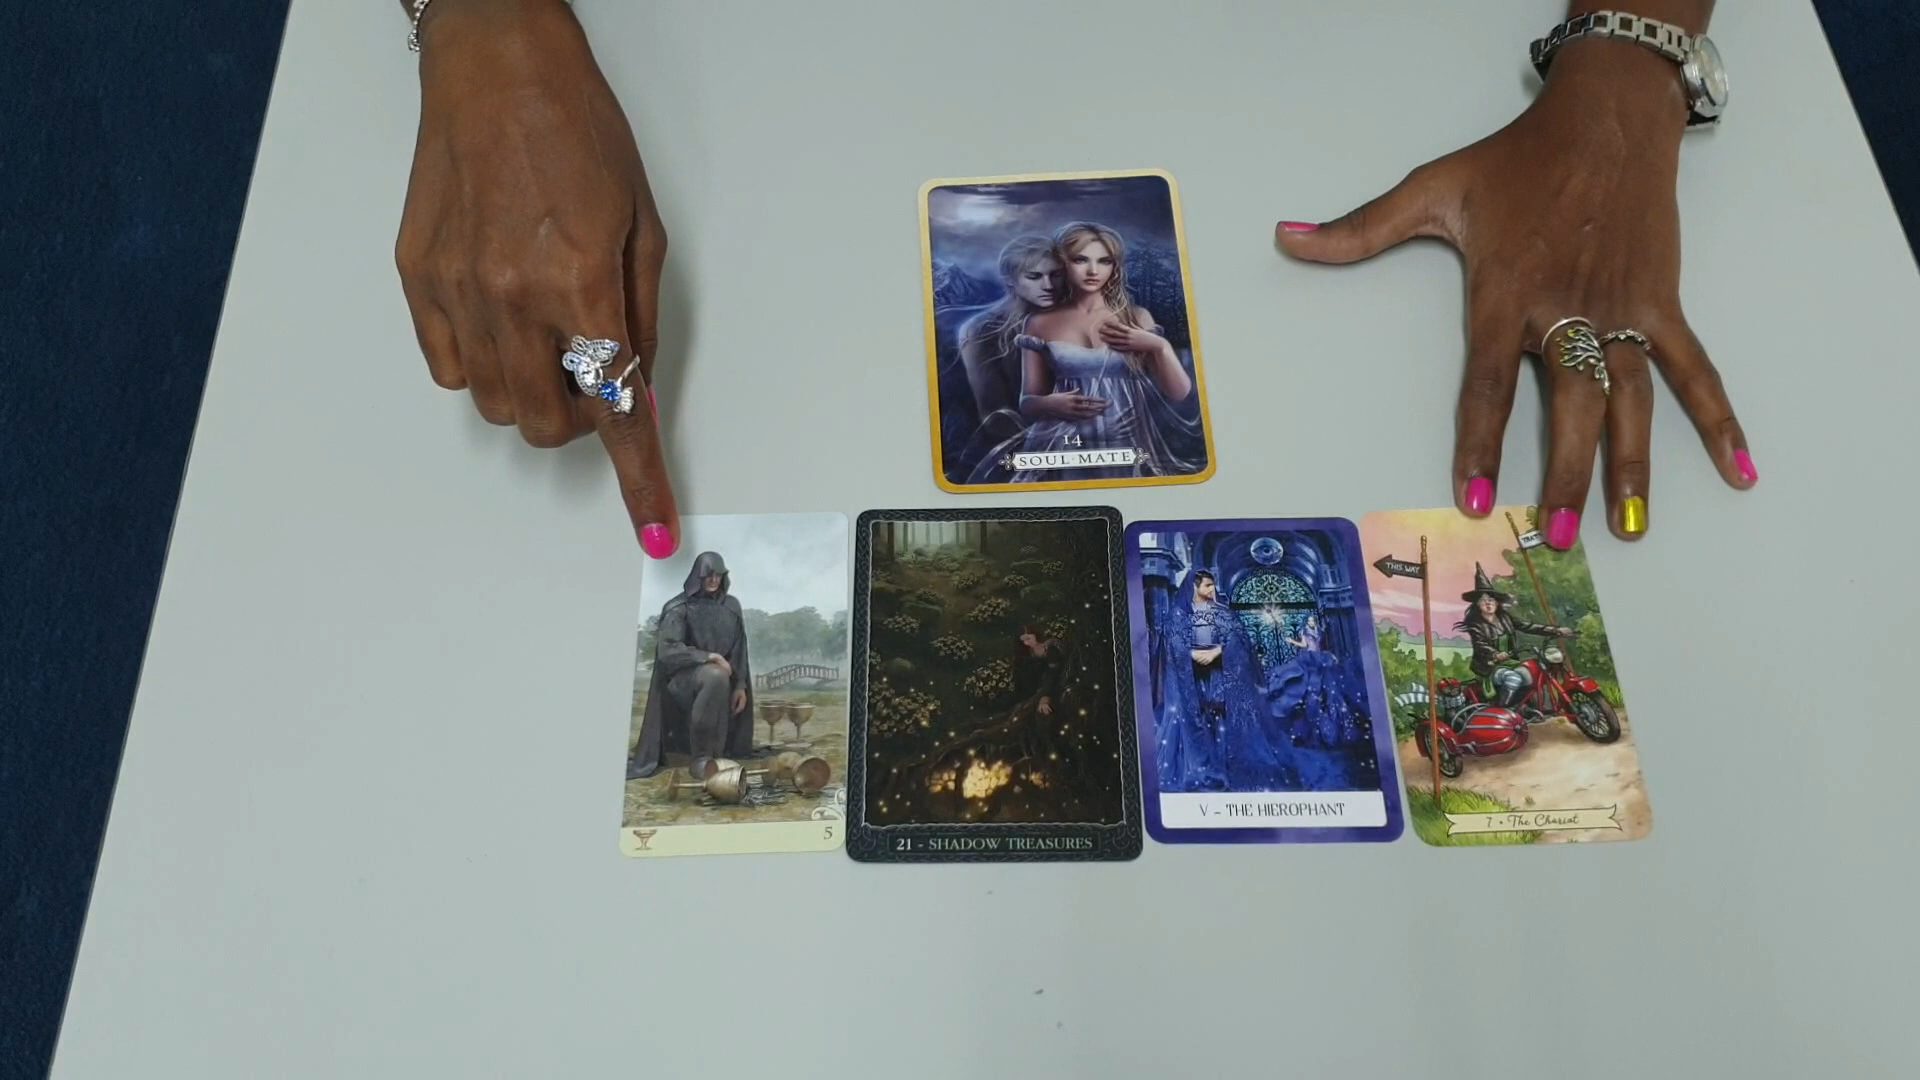 14
SOUL·MATE
THIS WAY
5
21 - SHADOW TREASURES
V - THE HIEROPHANT
7 • The Chariot